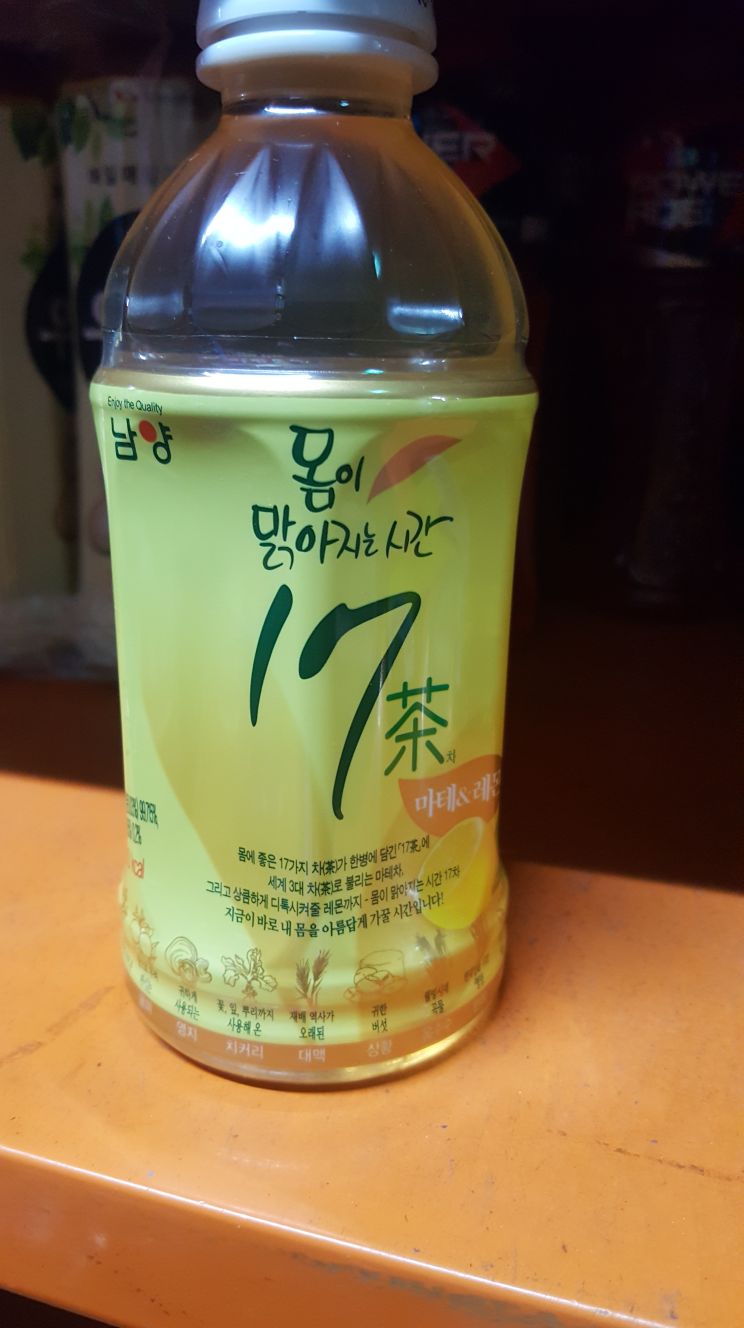 Enjoy the Quality
남양
몸이
맑아지는 시간
17茶
차
마테&레몬
몸에 좋은 17가지 차(茶)가 한병에 담긴 「17茶」에
세계 3대 차(茶)로 불리는 마테차,
그리고 상큼하게 디톡시켜줄 레몬까지 - 몸이 맑아지는 시간 17차
지금이 바로 내 몸을 아름답게 가꿀 시간입니다!
귀하게
사용되는
영지
꽃, 잎, 뿌리까지
사용해 온
치커리
재배 역사가
오래된
대맥
귀한
버섯
상황
웰빙시대
곡물
POWER